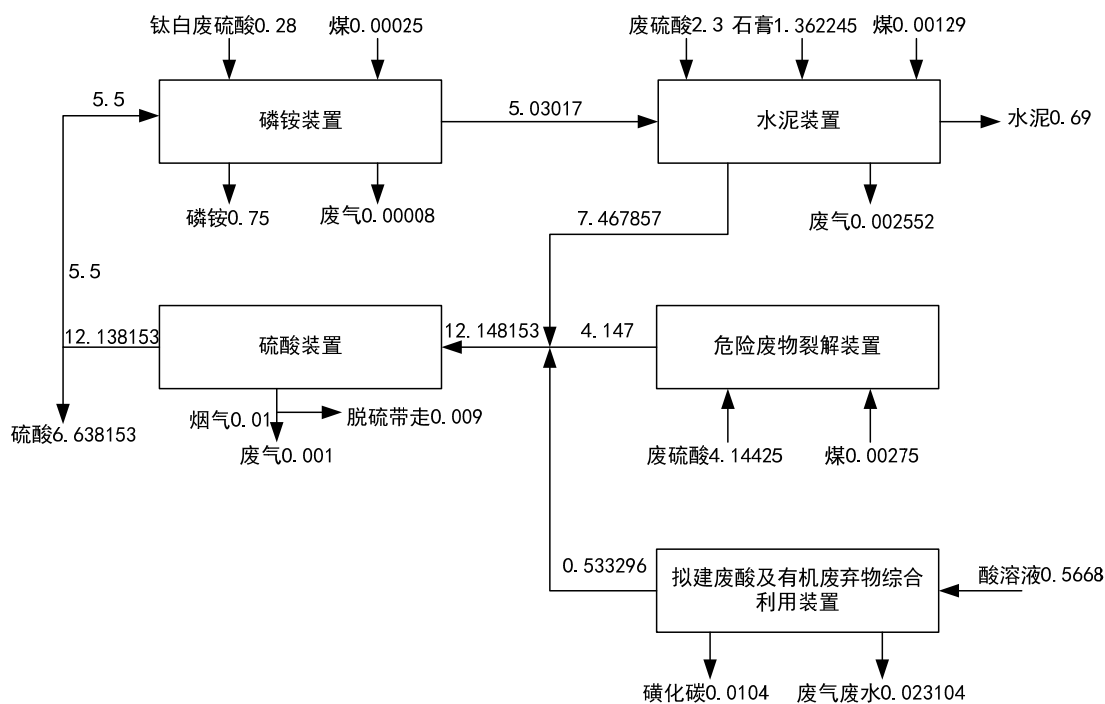 钛白废硫酸0.28
煤0.00025
废硫酸2.3
石膏1.362245
煤0.00129
5.5
磷铵装置
5.03017
水泥装置
水泥0.69
磷铵0.75
废气0.00008
7.467857
废气0.002552
5.5
12.138153
硫酸装置
12.148153
4.147
危险废物裂解装置
烟气0.01
脱硫带走0.009
硫酸6.638153
废气0.001
废硫酸4.14425
煤0.00275
0.533296
拟建废酸及有机废弃物综合
利用装置
酸溶液0.5668
磺化碳0.0104
废气废水0.023104